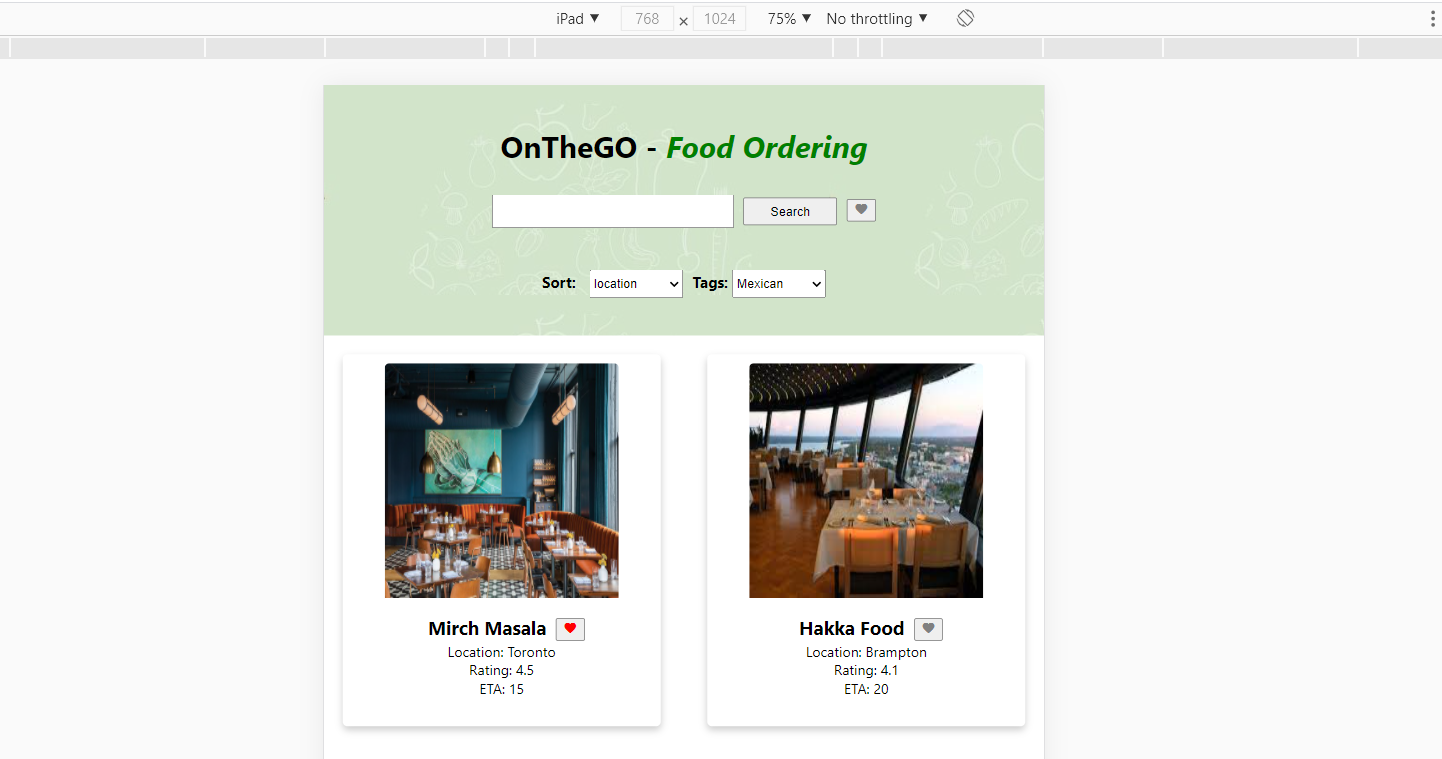 iPad ▼ 768 × 1024 75% ▼ No throttling ▼
OnTheGO - Food Ordering
Search
Sort: location Tags: Mexican
Mirch Masala
Location: Toronto
Rating: 4.5
ETA: 15
Hakka Food
Location: Brampton
Rating: 4.1
ETA: 20